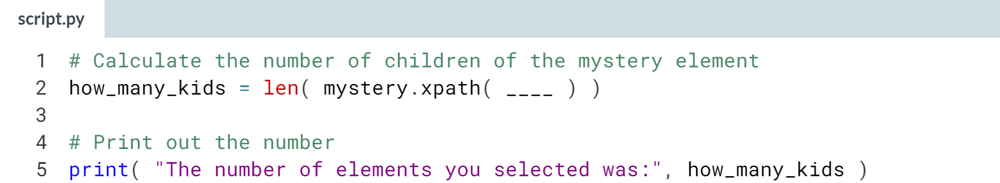 script.py
1 # Calculate the number of children of the mystery element
2 how_many_kids = len( mystery.xpath( ____ ) )
3
4 # Print out the number
5 print( "The number of elements you selected was:", how_many_kids )